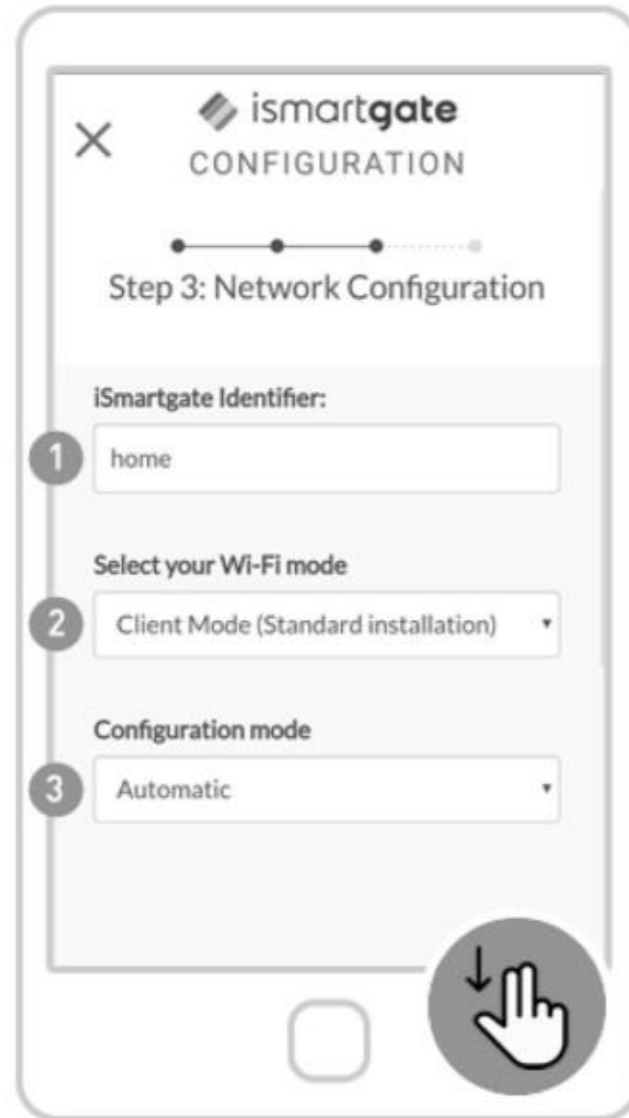 ismartgate
CONFIGURATION
Step 3: Network Configuration
iSmartgate Identifier:
1
home
Select your Wi-Fi mode
2
Client Mode (Standard installation)
Configuration mode
3
Automatic